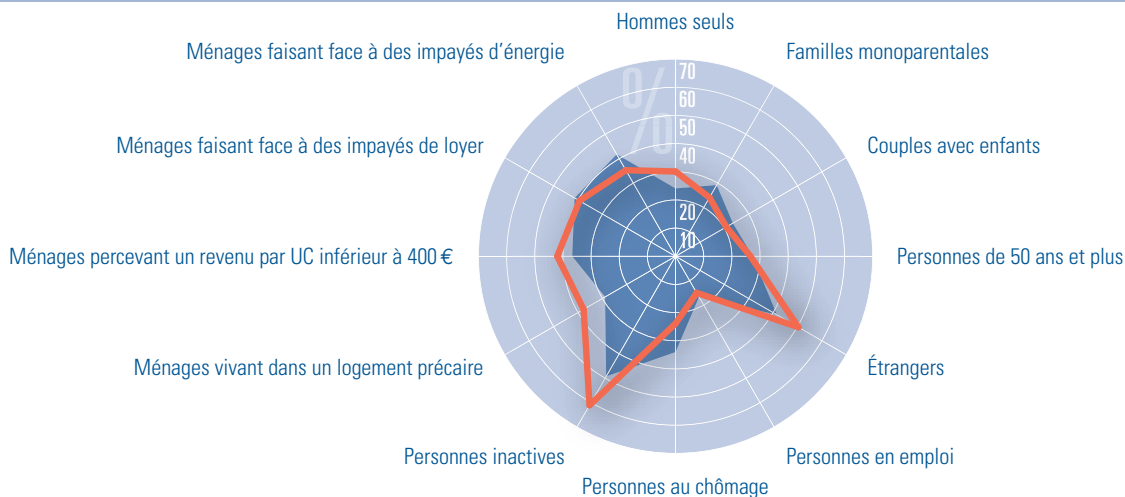 Hommes seuls
Ménages faisant face à des impayés d’énergie
Familles monoparentales
%
70
60
50
40
20
10
Ménages faisant face à des impayés de loyer
Couples avec enfants
Ménages percevant un revenu par UC inférieur à 400 €
Personnes de 50 ans et plus
Ménages vivant dans un logement précaire
Étrangers
Personnes inactives
Personnes en emploi
Personnes au chômage